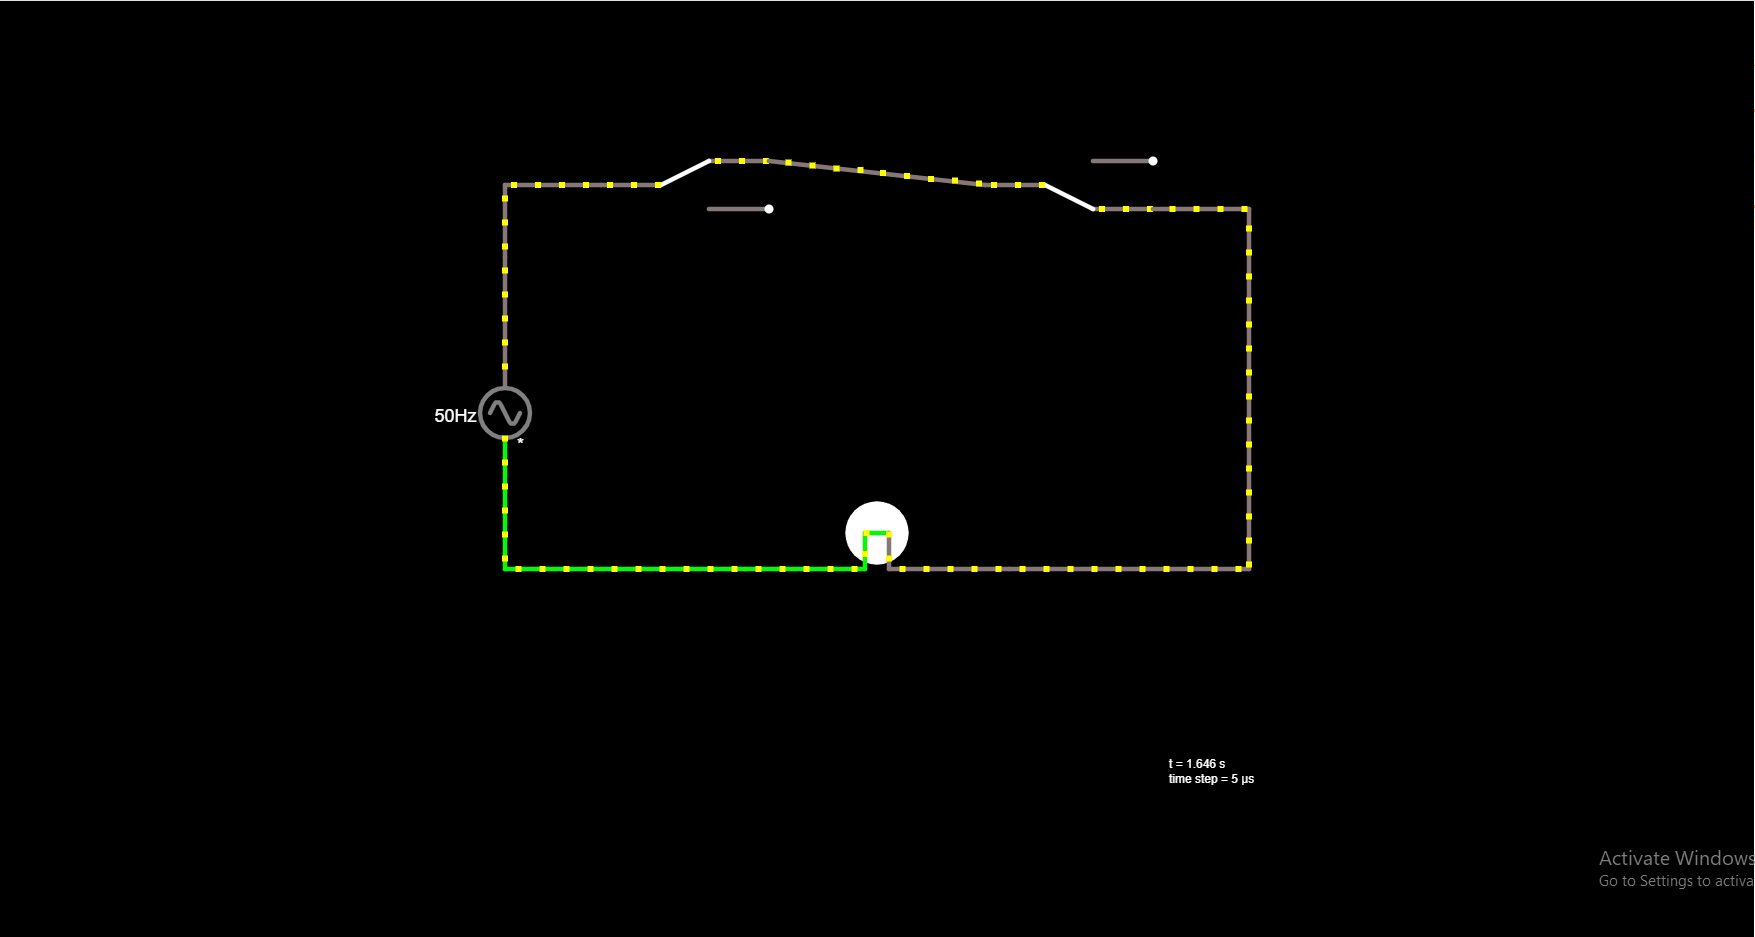 50Hz
*
t = 1.646 s
time step = 5 µs
Activate Windows
Go to Settings to activa